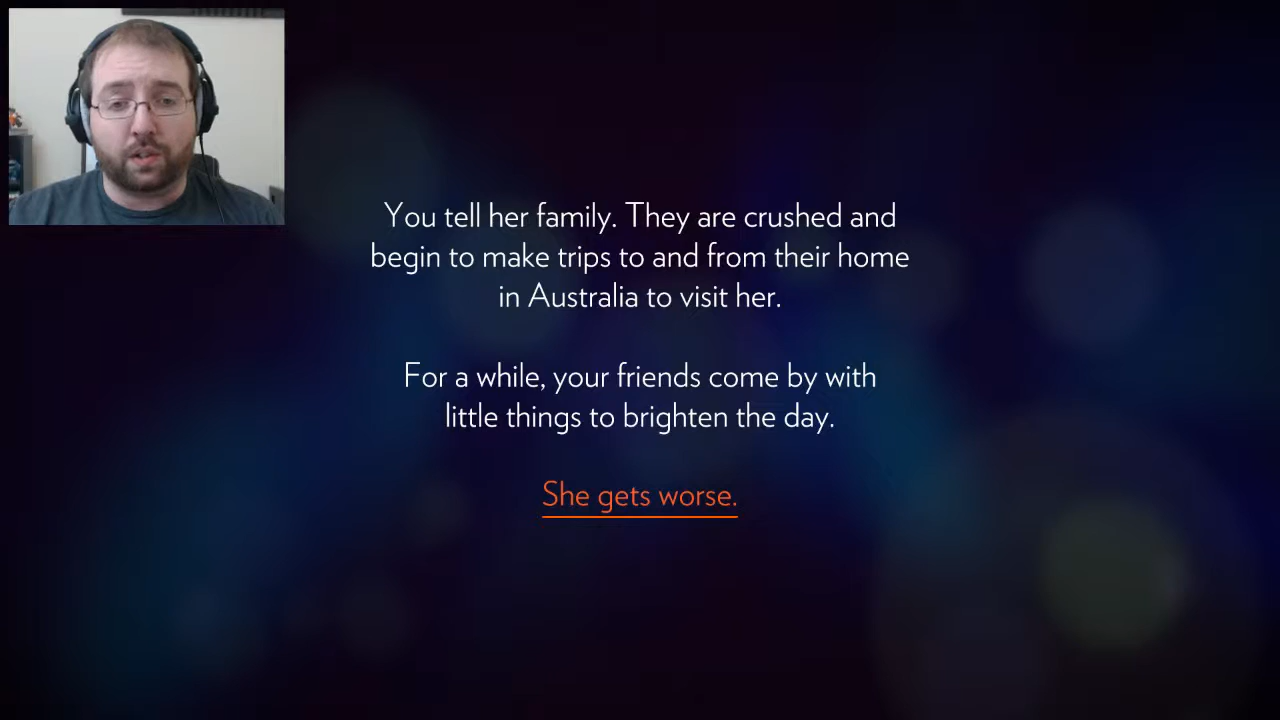 You tell her family. They are crushed and
begin to make trips to and from their home
in Australia to visit her.
For a while, your friends come by with
little things to brighten the day.
She gets worse.